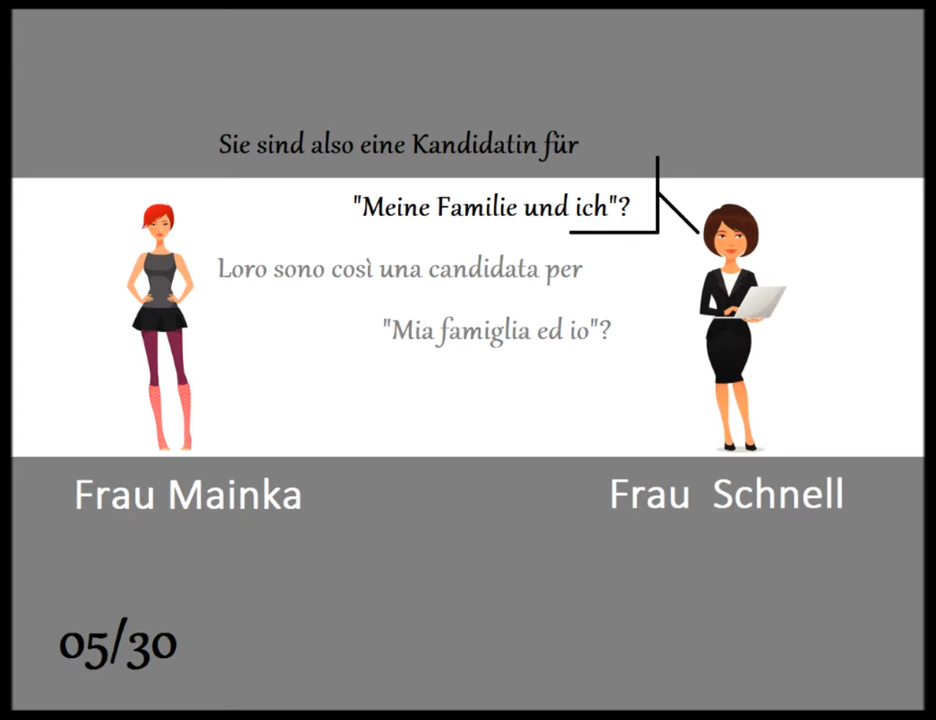 Sie sind also eine Kandidatin für
"Meine Familie und ich"?
Loro sono così una candidata per
"Mia famiglia ed io"?
Frau Mainka
Frau Schnell
05/30